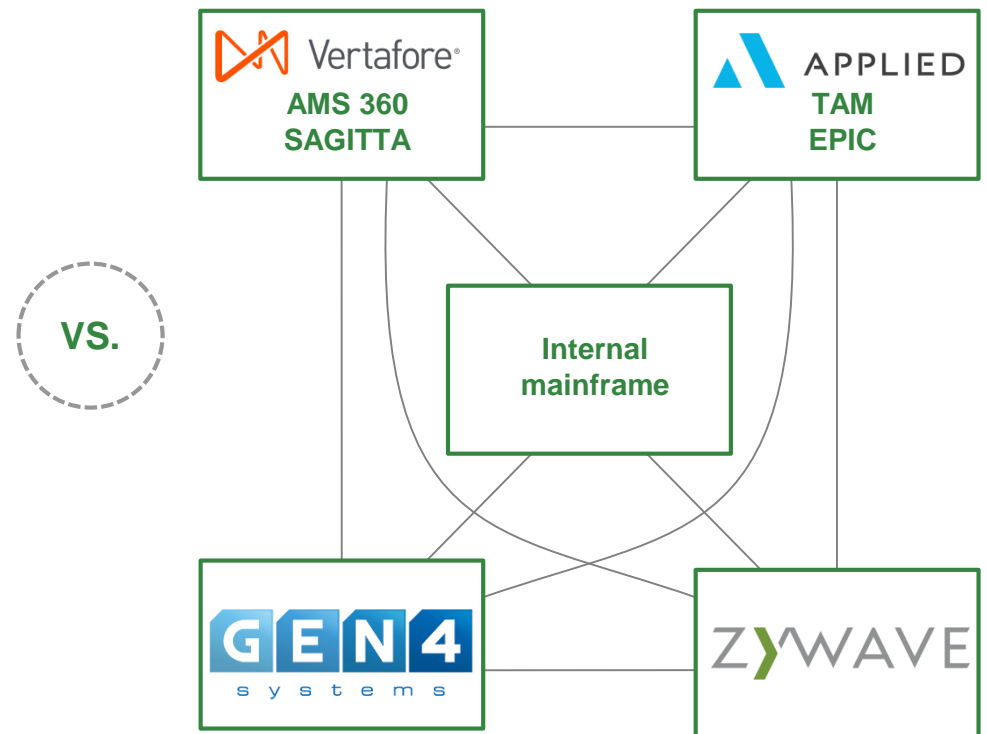 Vertafore®
AMS 360
SAGITTA
APPLIED
TAM
EPIC
VS.
Internal
mainframe
GEN4
systems
ZYWAVE